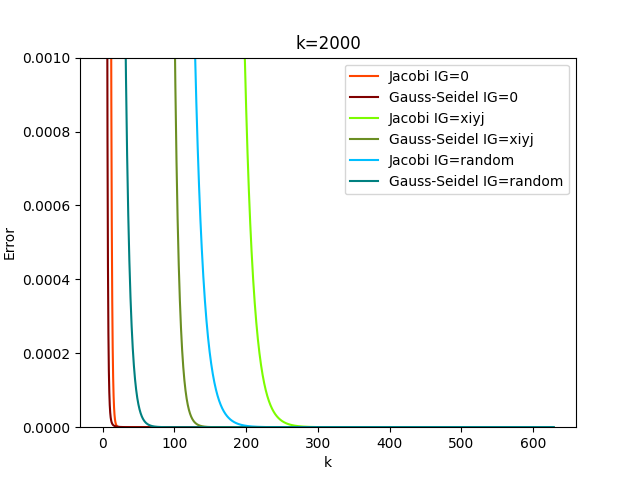 k=2000
Error
0.0010
0.0008
0.0006
0.0004
0.0002
0.0000
Jacobi IG=0
Gauss-Seidel IG=0
Jacobi IG=xiyj
Gauss-Seidel IG=xiyj
Jacobi IG=random
Gauss-Seidel IG=random
0 100 200 300 400 500 600
k